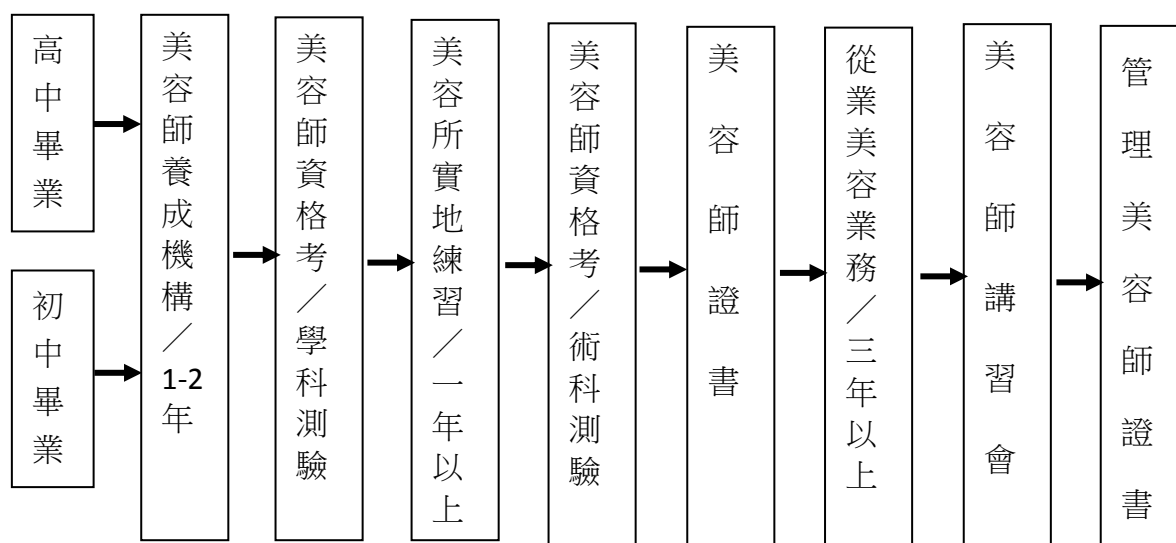 高中畢業
初中畢業
美容師養成機構／1-2年
美容師資格考／學科測驗
美容所實地練習／一年以上
美容師資格考／術科測驗
美容師證書
從業美容業務／三年以上
美容師講習會
管理美容師證書